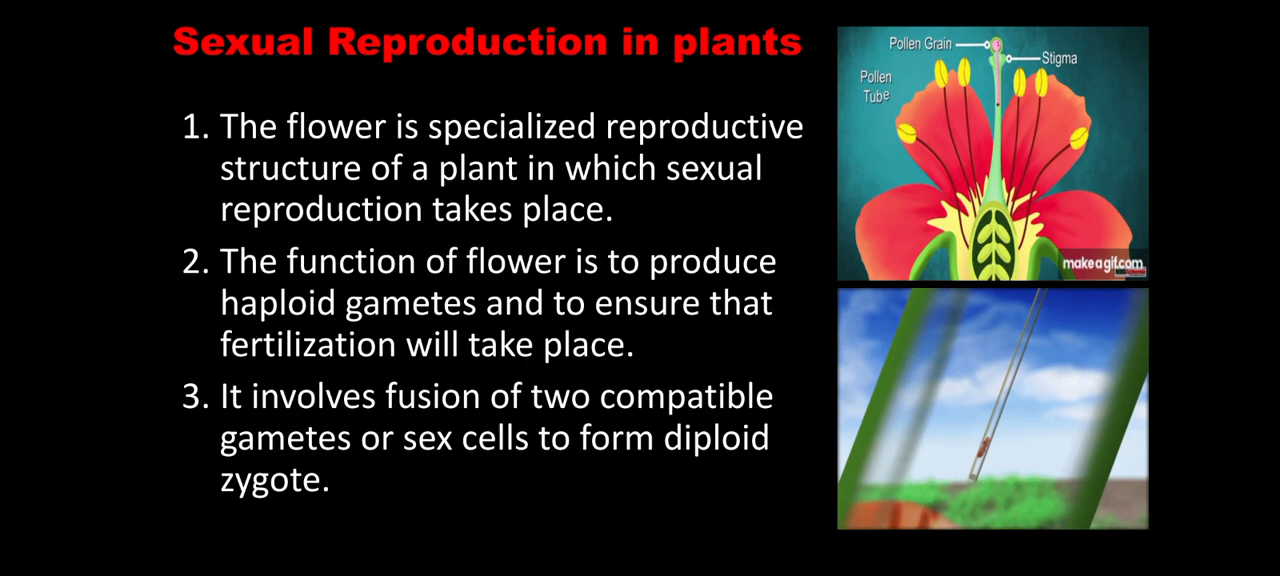 Sexual Reproduction in plants
1. The flower is specialized reproductive
structure of a plant in which sexual
reproduction takes place.
2. The function of flower is to produce
haploid gametes and to ensure that
fertilization will take place.
3. It involves fusion of two compatible
gametes or sex cells to form diploid
zygote.
Pollen Grain
Stigma
Pollen
Tube
makeagif.com